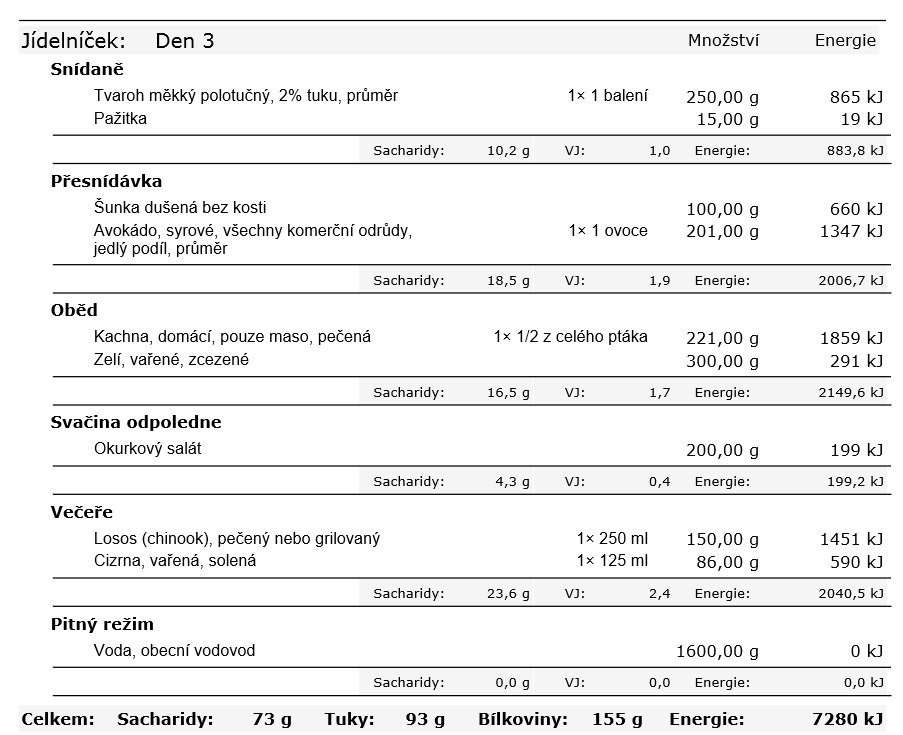 Jídelníček: Den 3 Množství Energie
Snídaně
Tvaroh měkký polotučný, 2% tuku, průměr 1× 1 balení 250,00 g 865 kJ
Pažitka 15,00 g 19 kJ
Sacharidy: 10,2 g VJ: 1,0 Energie: 883,8 kJ
Přesnídávka
Šunka dušená bez kosti 100,00 g 660 kJ
Avokádo, syrové, všechny komerční odrůdy, 1× 1 ovoce 201,00 g 1347 kJ
jedlý podíl, průměr
Sacharidy: 18,5 g VJ: 1,9 Energie: 2006,7 kJ
Oběd
Kachna, domácí, pouze maso, pečená 1× 1/2 z celého ptáka 221,00 g 1859 kJ
Zelí, vařené, zcezené 300,00 g 291 kJ
Sacharidy: 16,5 g VJ: 1,7 Energie: 2149,6 kJ
Svačina odpoledne
Okurkový salát 200,00 g 199 kJ
Sacharidy: 4,3 g VJ: 0,4 Energie: 199,2 kJ
Večeře
Losos (chinook), pečený nebo grilovaný 1× 250 ml 150,00 g 1451 kJ
Cizrna, vařená, solená 1× 125 ml 86,00 g 590 kJ
Sacharidy: 23,6 g VJ: 2,4 Energie: 2040,5 kJ
Pitný režim
Voda, obecní vodovod 1600,00 g 0 kJ
Sacharidy: 0,0 g VJ: 0,0 Energie: 0,0 kJ
Celkem: Sacharidy: 73 g Tuky: 93 g Bílkoviny: 155 g Energie: 7280 kJ